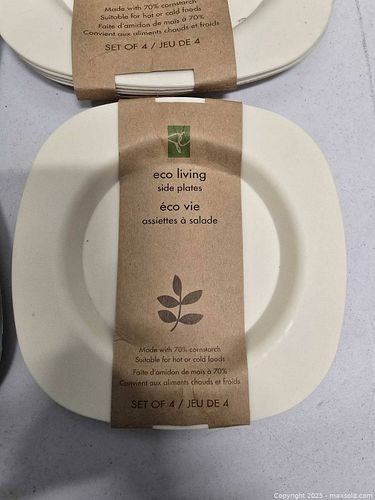 Made with 70% cornstarch
Suitable for hot or cold foods
Faite d'amidon de maïs à 70%
Convient aux aliments chauds et froids
SET OF 4 / JEU DE 4
eco living
side plates
éco vie
assiettes à salade
Made with 70% cornstarch
Suitable for hot or cold foods
Faite d'amidon de maïs à 70%
Convient aux aliments chauds et froids
SET OF 4 / JEU DE 4
Copyright 2025 - maxsold.com